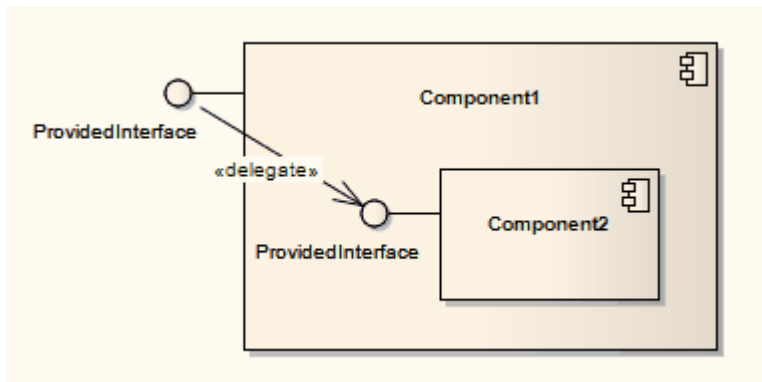 Component1
ProvidedInterface
«delegate»
Component2
ProvidedInterface